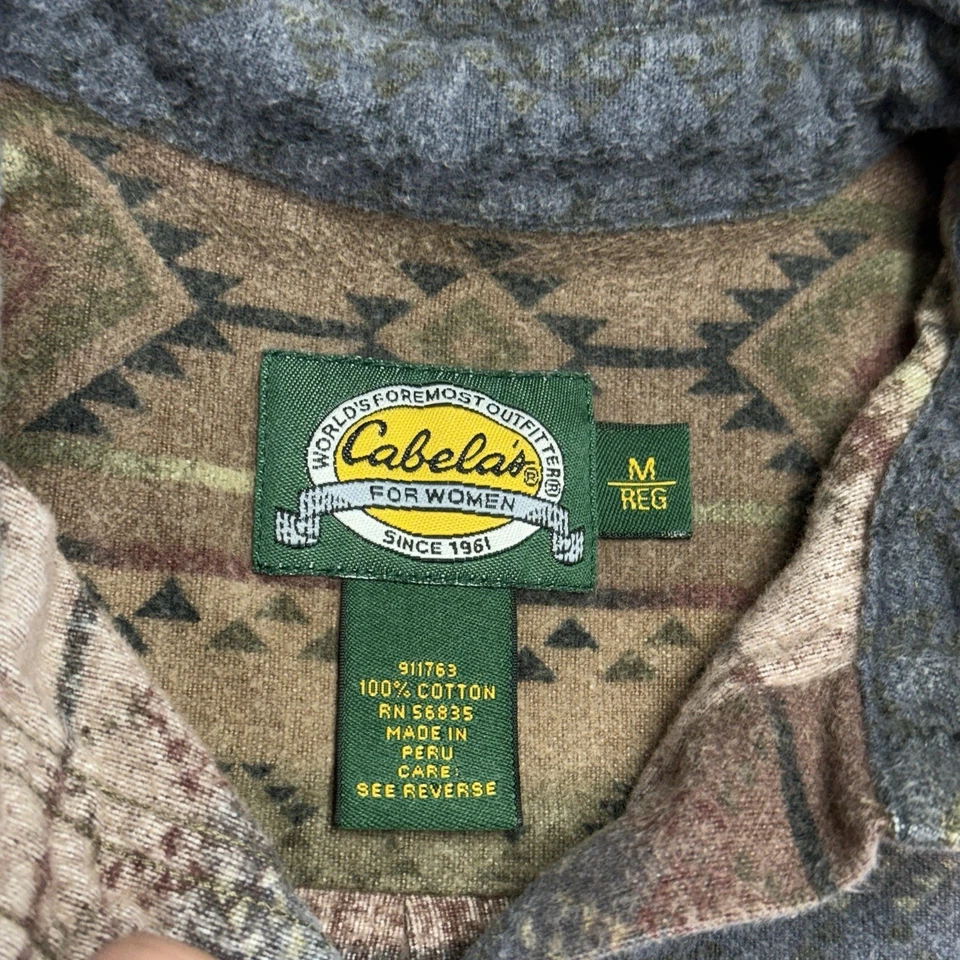 WORLD'S FOREMOST OUTFITTER®
Cabela's®
FOR WOMEN
SINCE 1961
M
REG
911763
100% COTTON
RN 56835
MADE IN
PERU
CARE:
SEE REVERSE